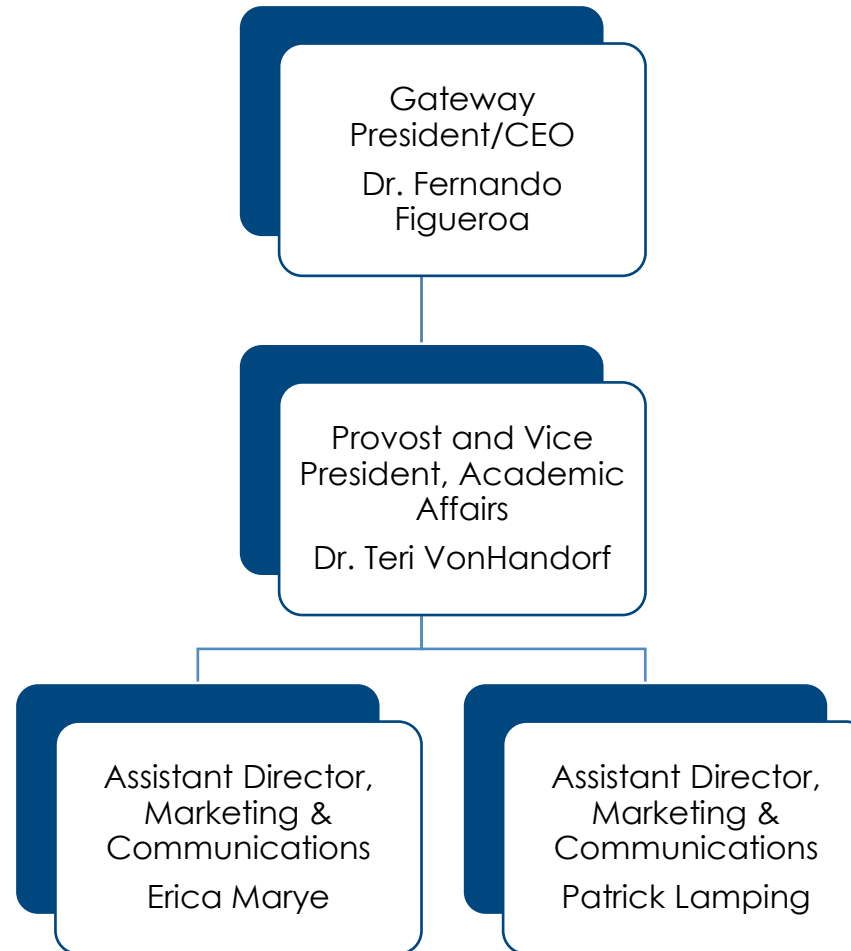 Gateway
President/CEO
Dr. Fernando
Figueroa
Provost and Vice
President, Academic
Affairs
Dr. Teri VonHandorf
Assistant Director,
Marketing &
Communications
Erica Marye
Assistant Director,
Marketing &
Communications
Patrick Lamping